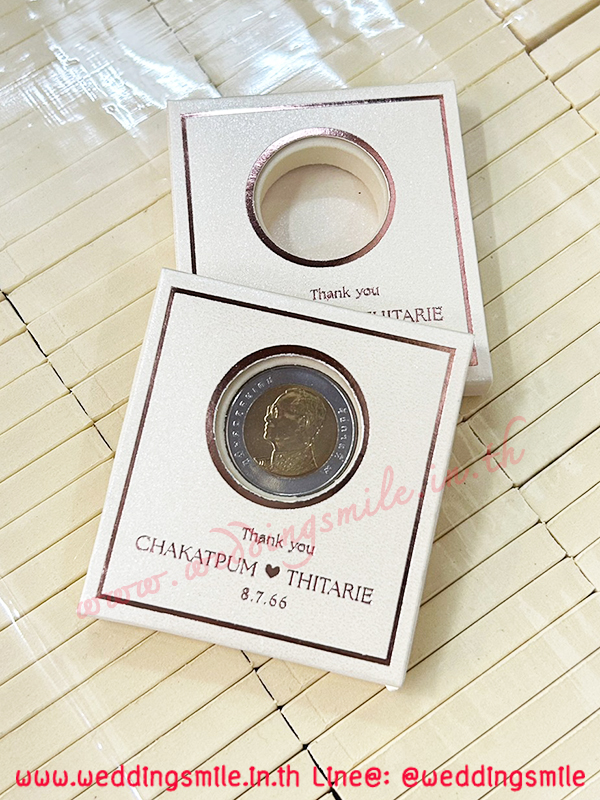 Thank you
THITARIE
Thank you
CHAKATPUM ♥ THITARIE
8.7.66
www.weddingsmile.in.th
www.weddingsmile.in.th Line@: @weddingsmile